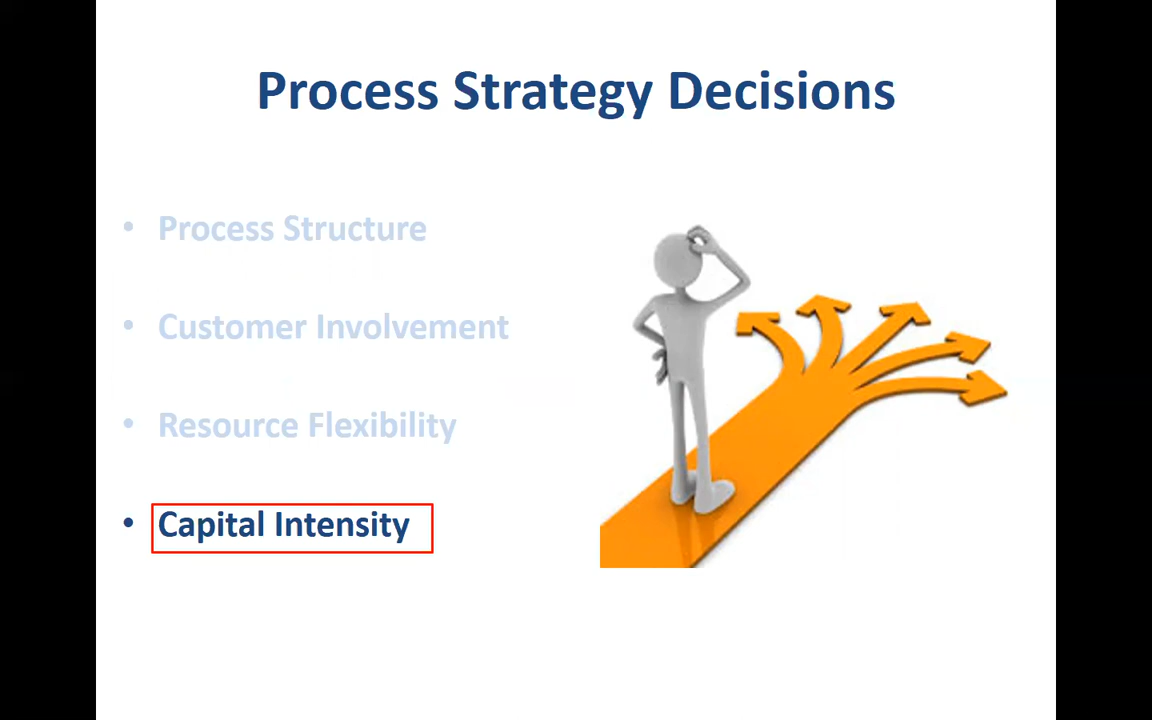 Process Strategy Decisions
• Process Structure
• Customer Involvement
• Resource Flexibility
• Capital Intensity